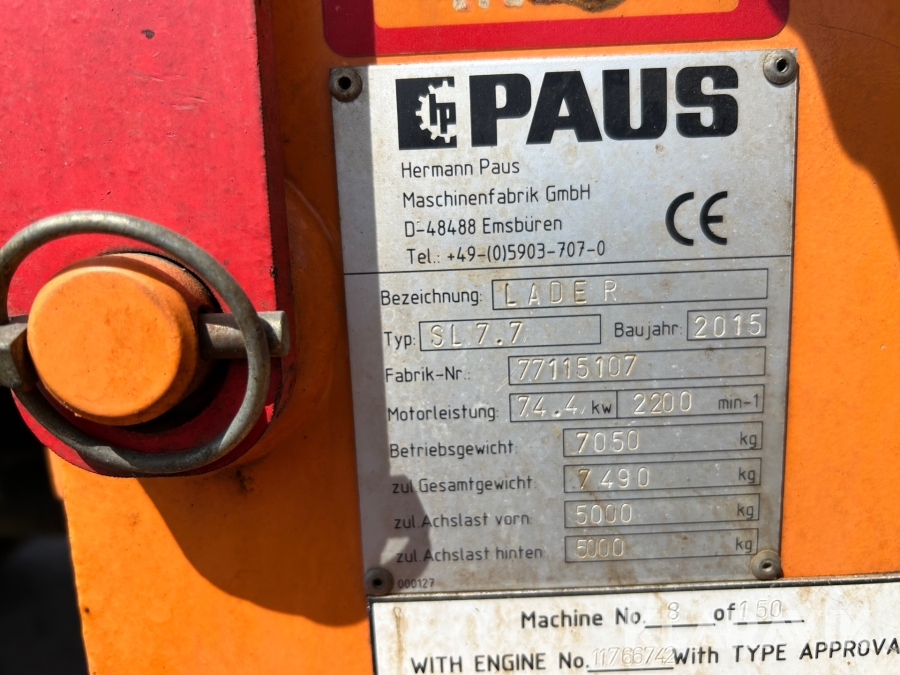 hp PAUS
Hermann Paus
Maschinenfabrik GmbH
D-48488 Emsbüren
Tel.: +49-(0)5903-707-0
CE
Bezeichnung: LADER
Typ: SL7.7 Baujahr: 2015
Fabrik-Nr.: 77115107
Motorleistung: 74.4 kw 2200 min-1
Betriebsgewicht: 7050 kg
zul.Gesamtgewicht: 7490 kg
zul.Achslast vorn: 5000 kg
zul.Achslast hinten: 5000 kg
000127
Machine No. 8 of 150
WITH ENGINE No. 11766742 With TYPE APPROVA